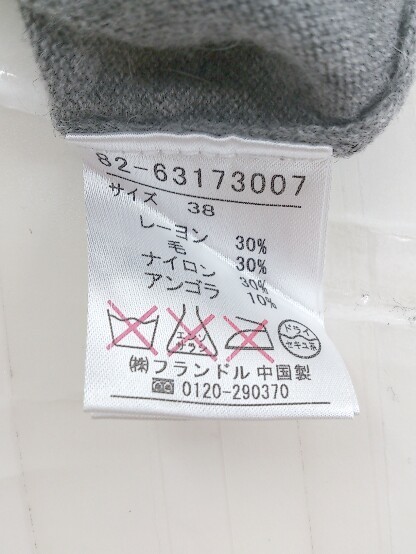 82-63173007
サイズ 38
レーヨン 30%
毛 30%
ナイロン 30%
アンゴラ 10%
エンソ
サラシ
ドライ
セキユ系
㈱フランドル 中国製
0120-290370